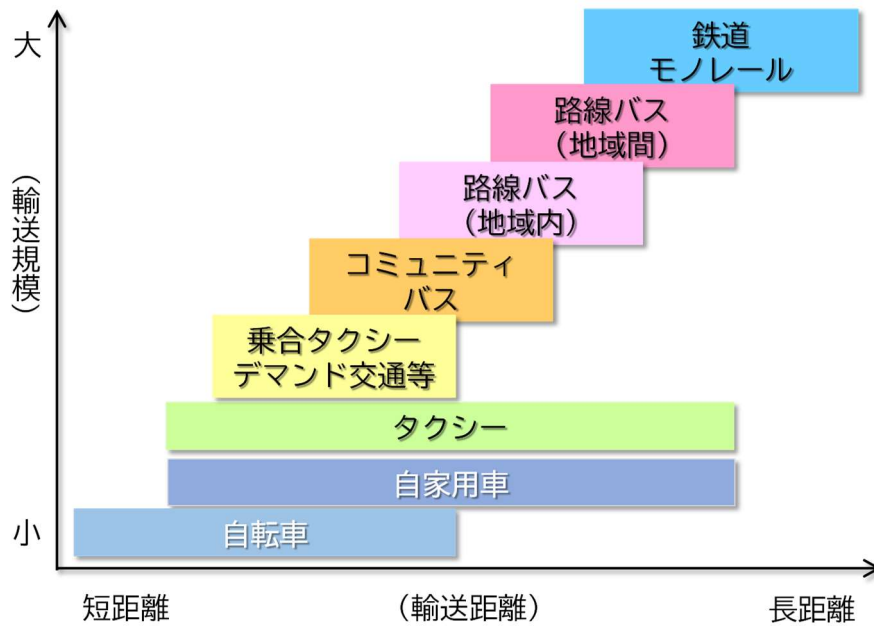 大
鉄道
モノレール
路線バス
（地域間）
路線バス
（地域内）
（輸送規模）
コミュニティ
バス
乗合タクシー
デマンド交通等
タクシー
自家用車
小
自転車
短距離
（輸送距離）
長距離